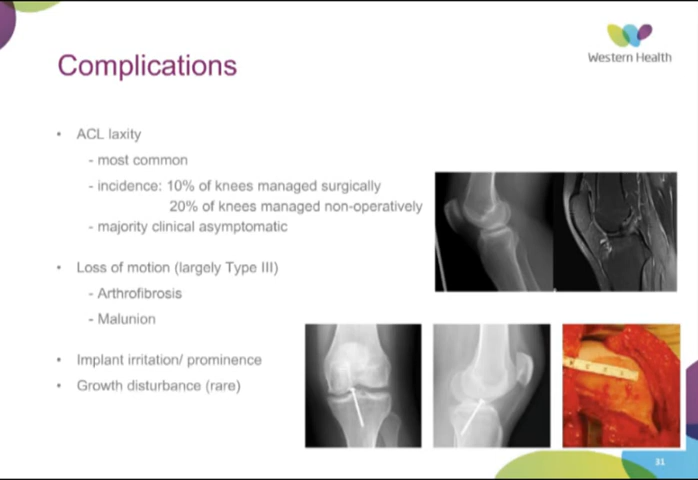 Western Health
Complications
• ACL laxity
- most common
- incidence: 10% of knees managed surgically
20% of knees managed non-operatively
- majority clinical asymptomatic
• Loss of motion (largely Type III)
- Arthrofibrosis
- Malunion
• Implant irritation/ prominence
• Growth disturbance (rare)
31